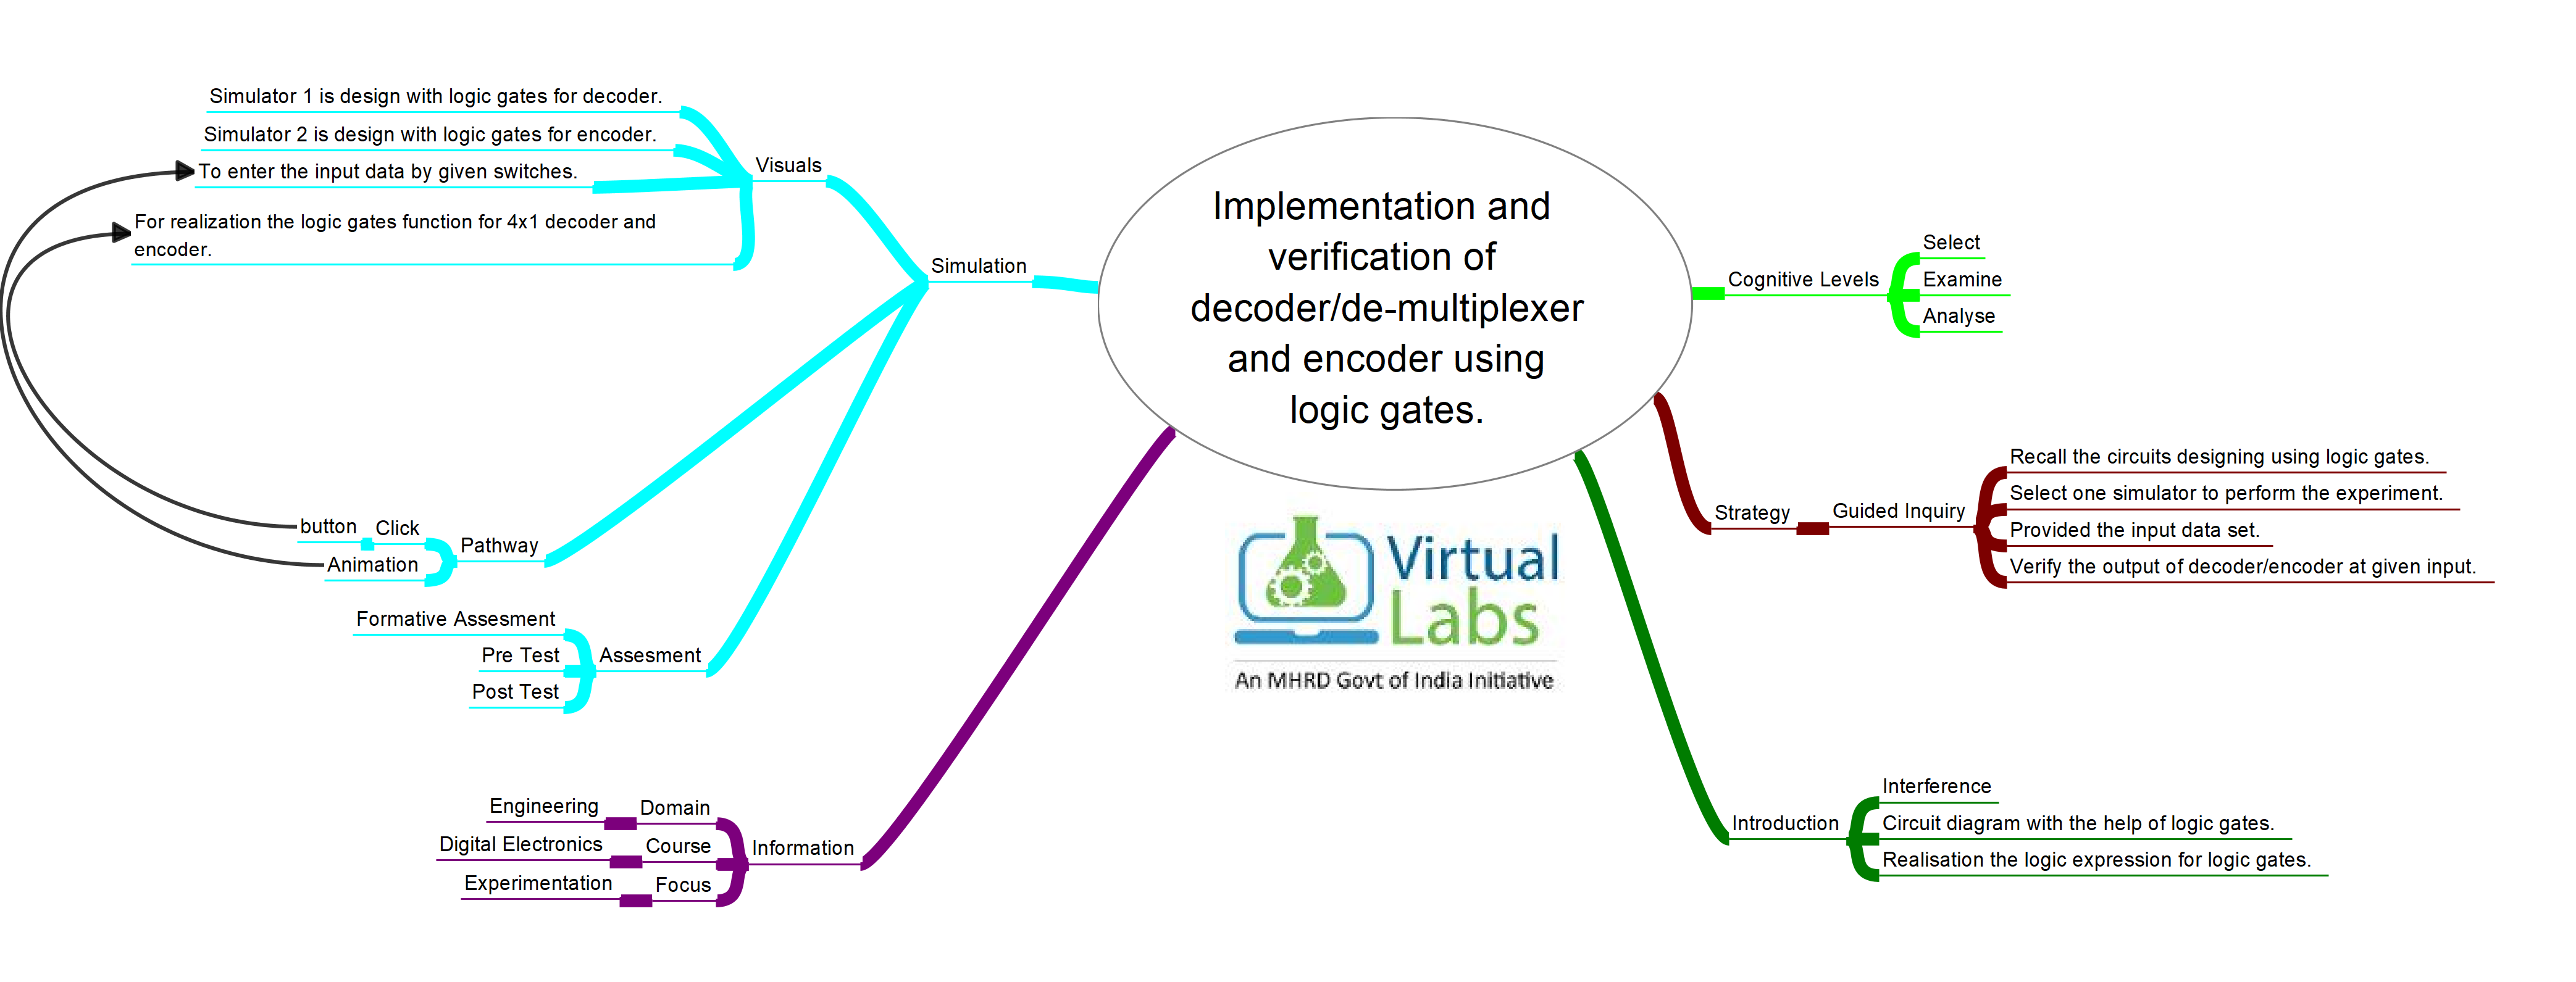 Implementation and
verification of
decoder/de-multiplexer
and encoder using
logic gates.
Virtual
Labs
An MHRD Govt of India Initiative
Simulation
Visuals
Simulator 1 is design with logic gates for decoder.
Simulator 2 is design with logic gates for encoder.
To enter the input data by given switches.
For realization the logic gates function for 4x1 decoder and
encoder.
Pathway
Click
button
Animation
Assesment
Formative Assesment
Pre Test
Post Test
Information
Domain
Engineering
Course
Digital Electronics
Focus
Experimentation
Cognitive Levels
Select
Examine
Analyse
Strategy
Guided Inquiry
Recall the circuits designing using logic gates.
Select one simulator to perform the experiment.
Provided the input data set.
Verify the output of decoder/encoder at given input.
Introduction
Interference
Circuit diagram with the help of logic gates.
Realisation the logic expression for logic gates.